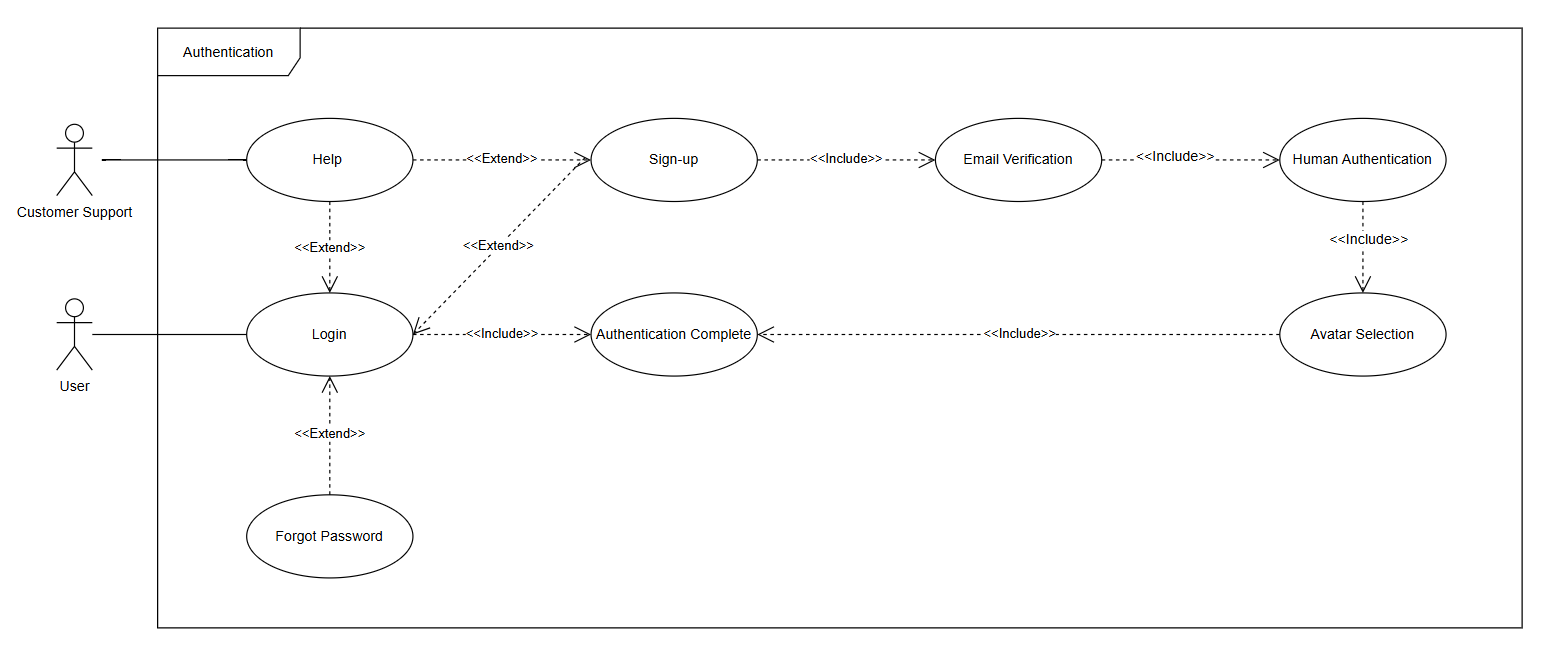 Authentication
Help
<<Extend>>
Sign-up
<<Include>>
Email Verification
<<Include>>
Human Authentication
Customer Support
<<Extend>>
<<Extend>>
<<Include>>
Login
<<Include>>
Authentication Complete
<<Include>>
Avatar Selection
User
<<Extend>>
Forgot Password